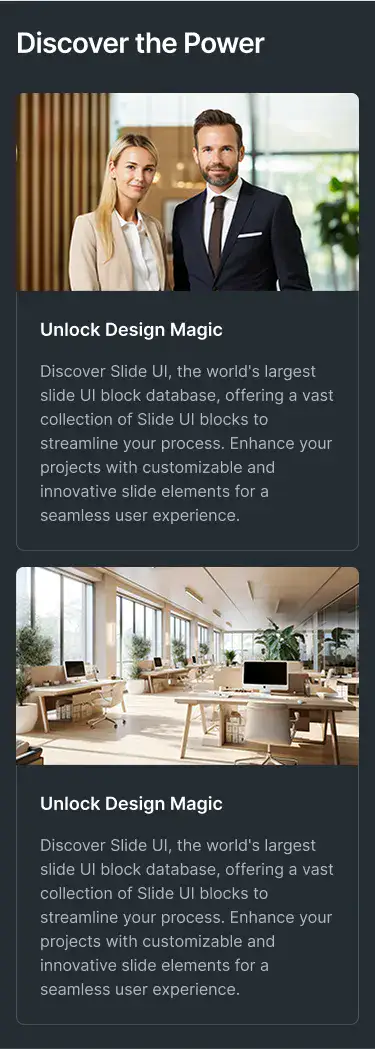 Discover the Power
Unlock Design Magic
Discover Slide UI, the world's largest
slide UI block database, offering a vast
collection of Slide UI blocks to
streamline your process. Enhance your
projects with customizable and
innovative slide elements for a
seamless user experience.
Unlock Design Magic
Discover Slide UI, the world's largest
slide UI block database, offering a vast
collection of Slide UI blocks to
streamline your process. Enhance your
projects with customizable and
innovative slide elements for a
seamless user experience.